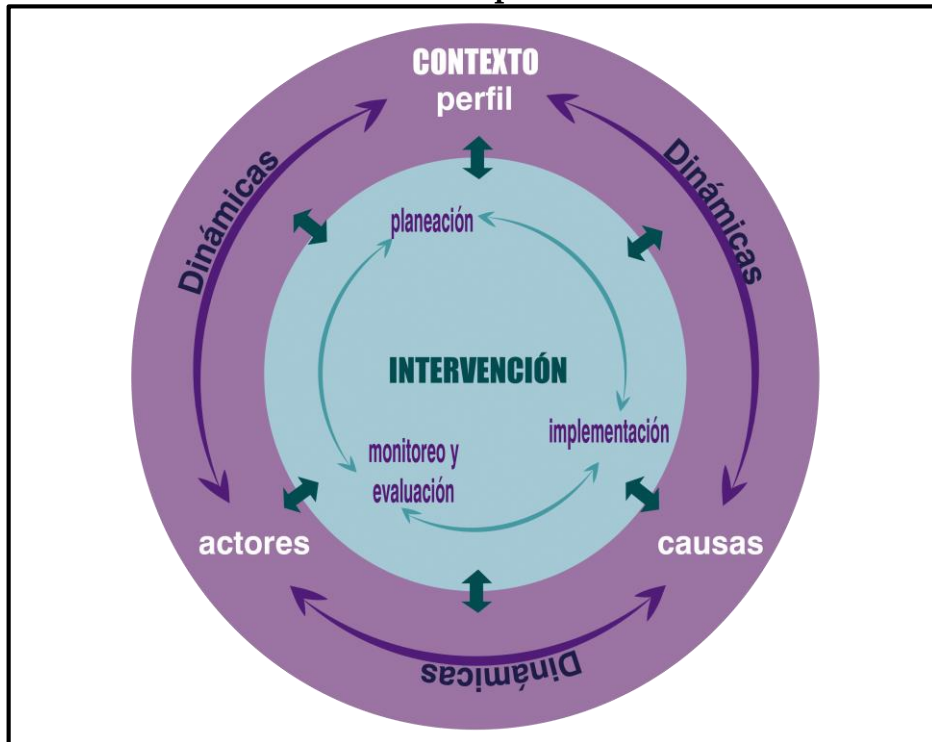 CONTEXTO
perfil
Dinámicas
Dinámicas
planeación
INTERVENCIÓN
implementación
monitoreo y
evaluación
actores
causas
Dinámicas